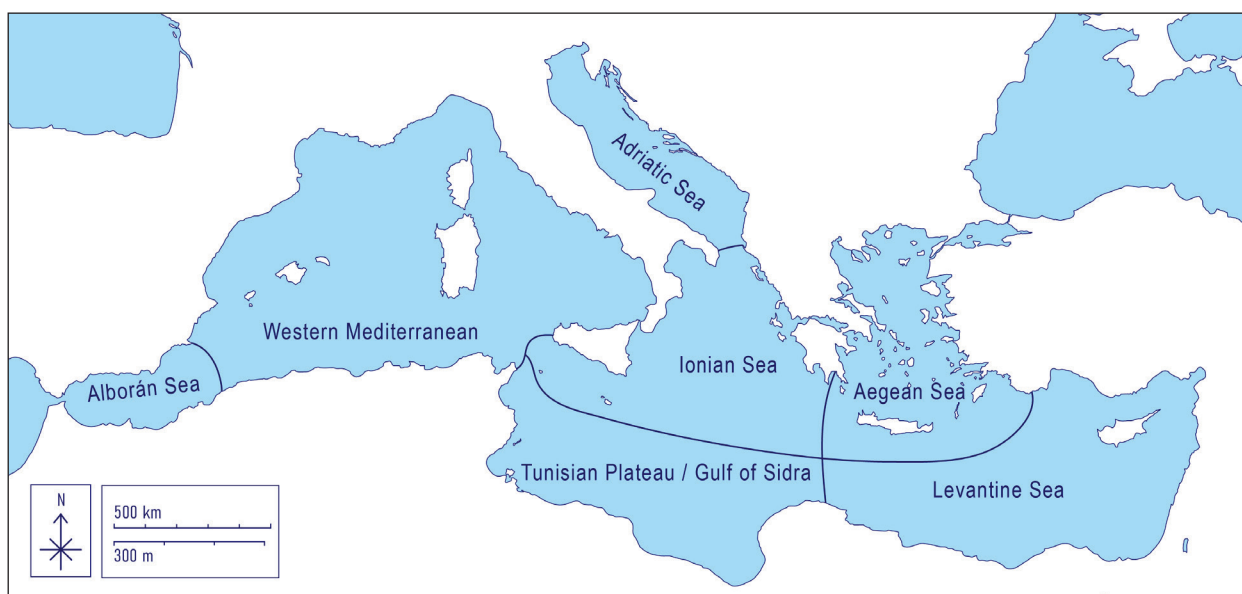 Adriatic Sea
Western Mediterranean
Ionian Sea
Alborán Sea
Aegean Sea
Tunisian Plateau / Gulf of Sidra
Levantine Sea
N
500 km
300 m